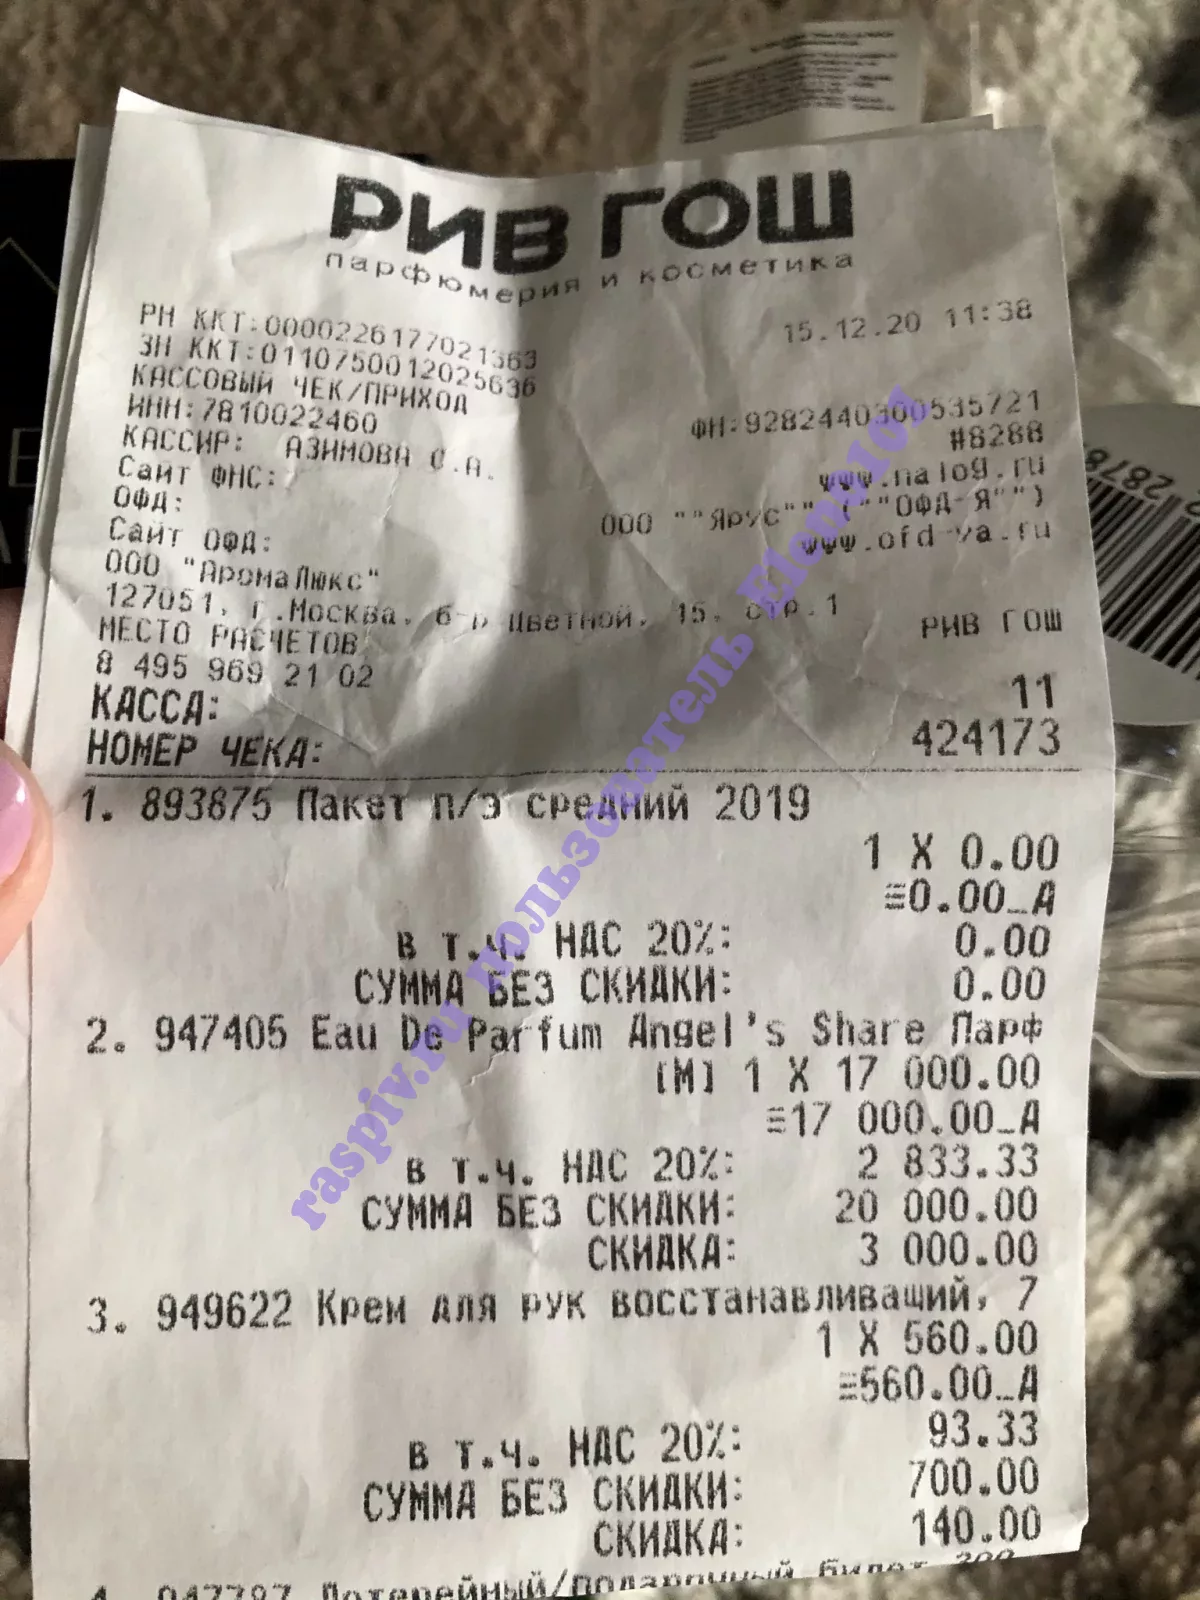 РИВ ГОШ
парфюмерия и косметика
РН ККТ:0000226177021363 15.12.20 11:38
ЗН ККТ:0110750012025636
КАССОВЫЙ ЧЕК/ПРИХОД
ИНН:7810022460 ФН:9282440300535721
КАССИР: АЗИМОВА С.А. #8288
Сайт ФНС: www.nalog.ru
ОФД: ООО ""Ярус"" (""ОФД-Я"")
Сайт ОФД: www.ofd-ya.ru
ООО "АромаЛюкс"
127051, г.Москва, б-р Цветной, 15, стр.1
МЕСТО РАСЧЕТОВ РИВ ГОШ
8 495 969 21 02
КАССА: 11
НОМЕР ЧЕКА: 424173
1. 893875 Пакет п/э средний 2019
1 X 0.00
≡0.00_А
в т.ч. НДС 20%: 0.00
СУММА БЕЗ СКИДКИ: 0.00
2. 947405 Eau De Parfum Angel's Share Парф
[М] 1 X 17 000.00
≡17 000.00_А
в т.ч. НДС 20%: 2 833.33
СУММА БЕЗ СКИДКИ: 20 000.00
СКИДКА: 3 000.00
3. 949622 Крем для рук восстанавливащий, 7
1 X 560.00
≡560.00_А
в т.ч. НДС 20%: 93.33
СУММА БЕЗ СКИДКИ: 700.00
СКИДКА: 140.00
4. 947787 Лотерейный/подарочный билет
raspiv.ru пользователь
2878